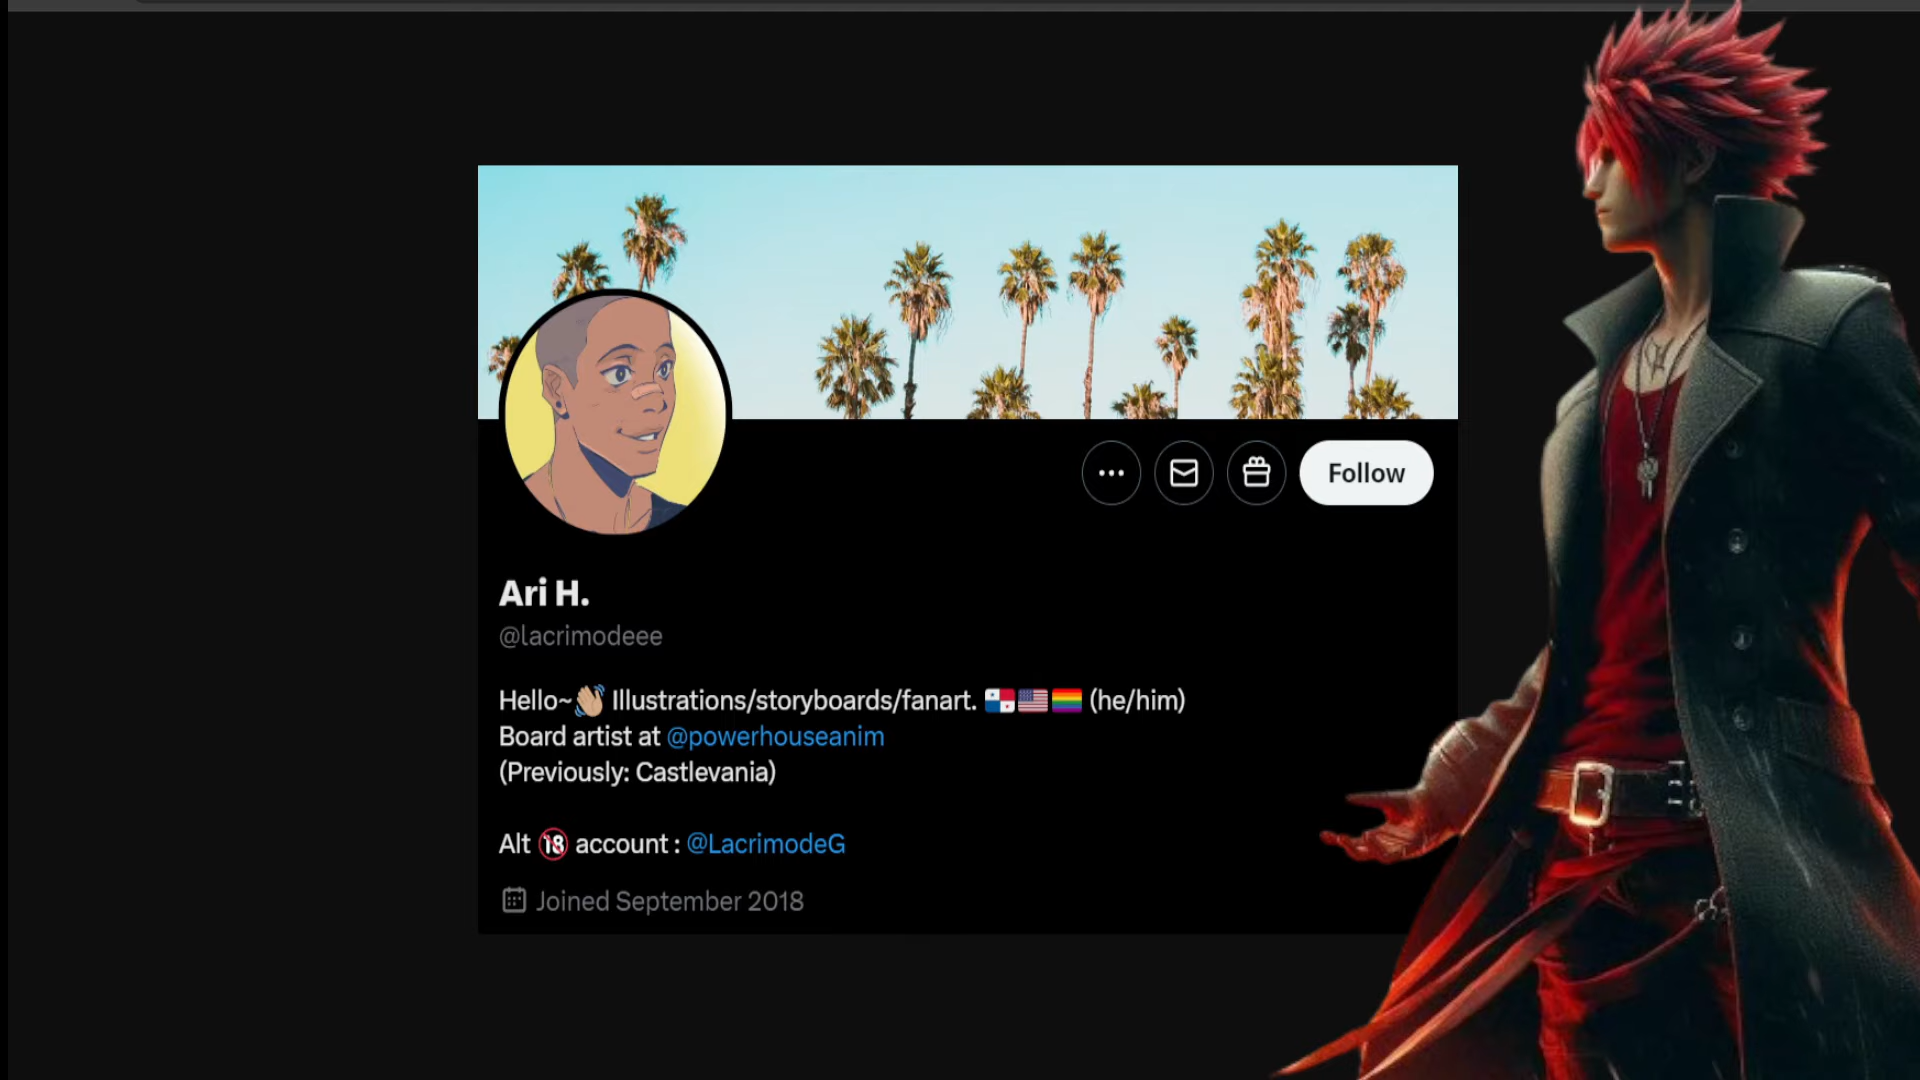 Follow
Ari H.
@lacrimodeee
Hello~👋🏼 Illustrations/storyboards/fanart. 🇵🇦🇺🇸🏳️‍🌈 (he/him)
Board artist at @powerhouseanim
(Previously: Castlevania)
Alt 🔞 account : @LacrimodeG
Joined September 2018